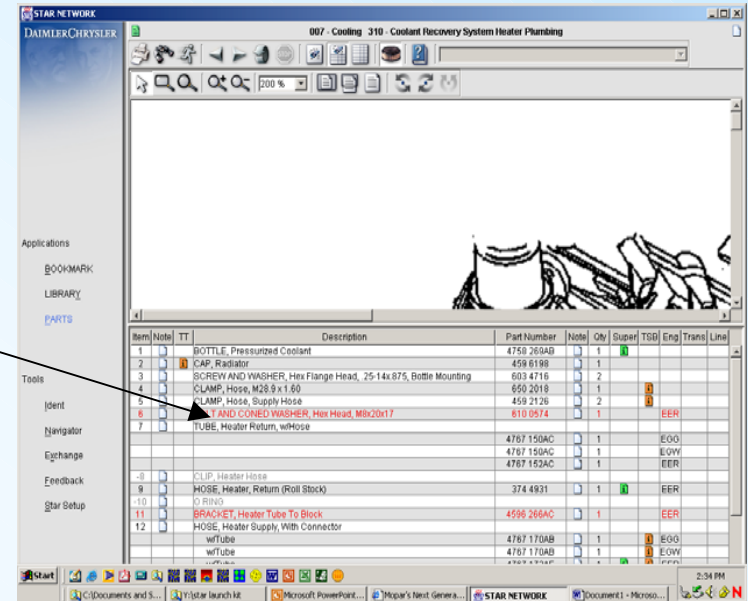 STAR NETWORK
DAIMLERCHRYSLER
007 - Cooling 310 - Coolant Recovery System Heater Plumbing
200 %
Applications
BOOKMARK
LIBRARY
PARTS
Tools
Ident
Navigator
Exchange
Feedback
Star Setup
Item Note TT Description Part Number Note Qty Super TSB Eng Trans Line
1 BOTTLE, Pressurized Coolant 4758 269AB 1
2 CAP, Radiator 459 6198 1
3 SCREW AND WASHER, Hex Flange Head, .25-14x.875, Bottle Mounting 603 4716 2
4 CLAMP, Hose, M28.9 x 1.60 650 2018 1
5 CLAMP, Hose, Supply Hose 459 2126 2
6 LT AND CONED WASHER, Hex Head, M8x20x17 610 0574 1 EER
7 TUBE, Heater Return, w/Hose
4767 150AC 1 EGG
4767 150AC 1 EGW
4767 152AC 1 EER
-8 CLIP, Heater Hose
9 HOSE, Heater, Return (Roll Stock) 374 4931 1 EER
-10 O RING
11 BRACKET, Heater Tube To Block 4596 266AC 1 EER
12 HOSE, Heater Supply, With Connector
w/Tube 4767 170AB 1 EGG
w/Tube 4767 170AB 1 EGW
Start
2:34 PM
C:\Documents and S... Y:\star launch kit Microsoft PowerPoint... Mopar's Next Genera... STAR NETWORK Document1 - Microso...